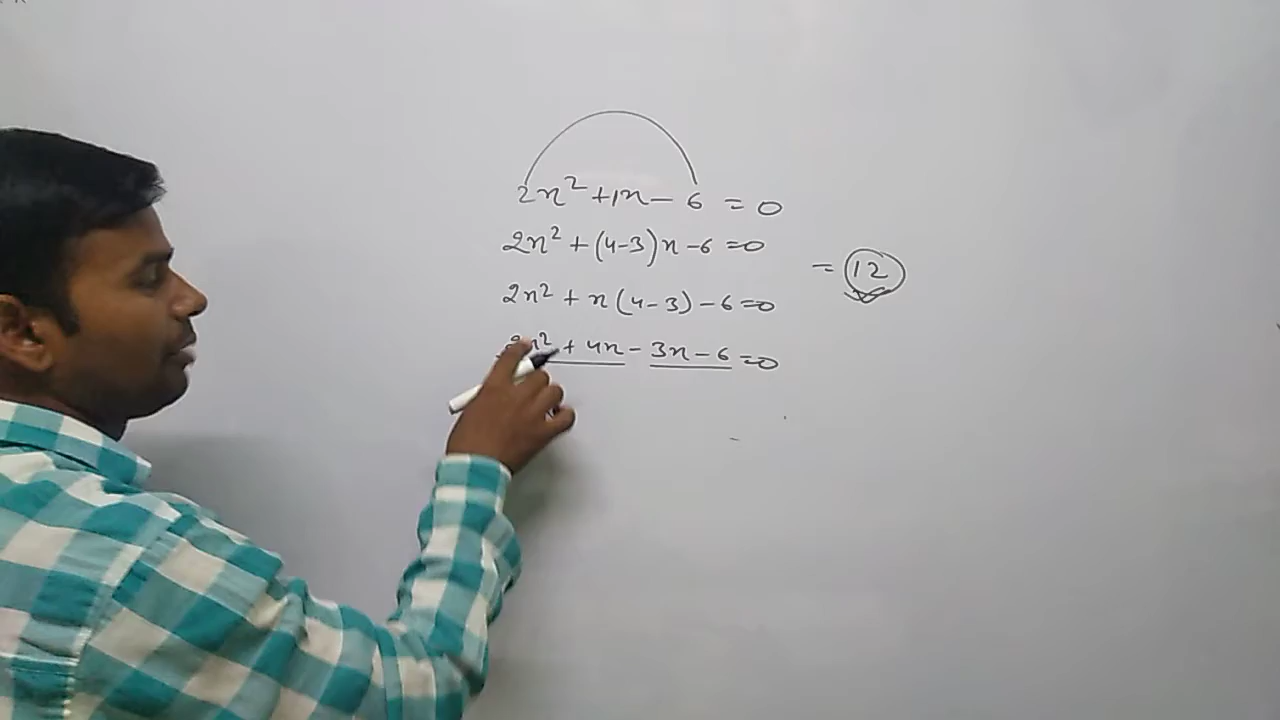 2x² + 1x - 6 = 0
2x² + (4-3)x - 6 = 0
= 12
2x² + x(4-3) - 6 = 0
2x² + 4x - 3x - 6 = 0